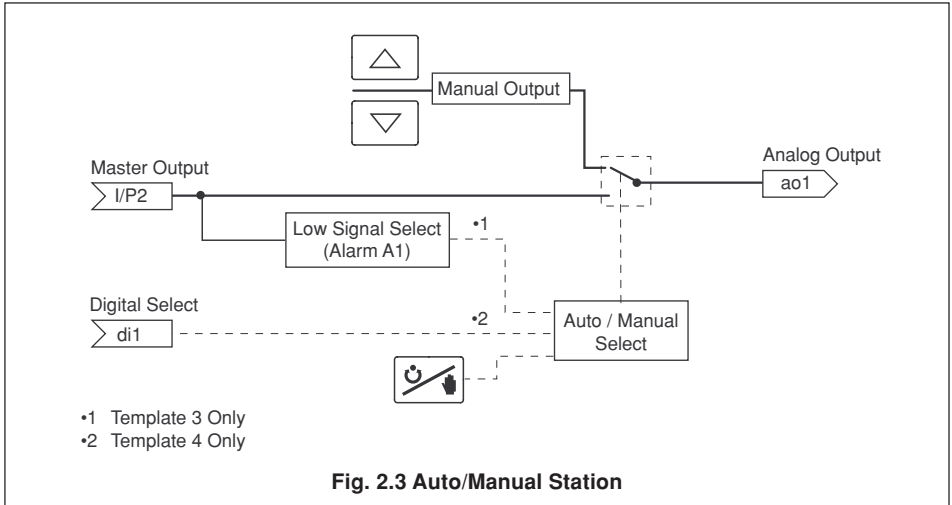 Manual Output
Master Output
I/P2
Analog Output
ao1
Low Signal Select
(Alarm A1)
•1
Digital Select
di1
•2
Auto / Manual
Select
•1 Template 3 Only
•2 Template 4 Only
Fig. 2.3 Auto/Manual Station